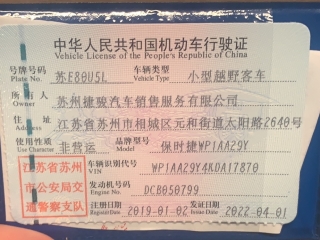 中华人民共和国机动车行驶证
Vehicle License of the People's Republic of China
号牌号码 Plate No. 苏E80U5L 车辆类型 Vehicle Type 小型越野客车
所有人 Owner 苏州捷骏汽车销售服务有限公司
住址 Address 江苏省苏州市相城区元和街道太阳路2640号
使用性质 Use Character 非营运 品牌型号 Model 保时捷WP1AA29Y
江苏省苏州市公安局交通警察支队
车辆识别代号 VIN WP1AA29Y4KDA17870
发动机号码 Engine No. DCB050799
注册日期 Register Date 2019-01-02 发证日期 Issue Date 2022-04-01